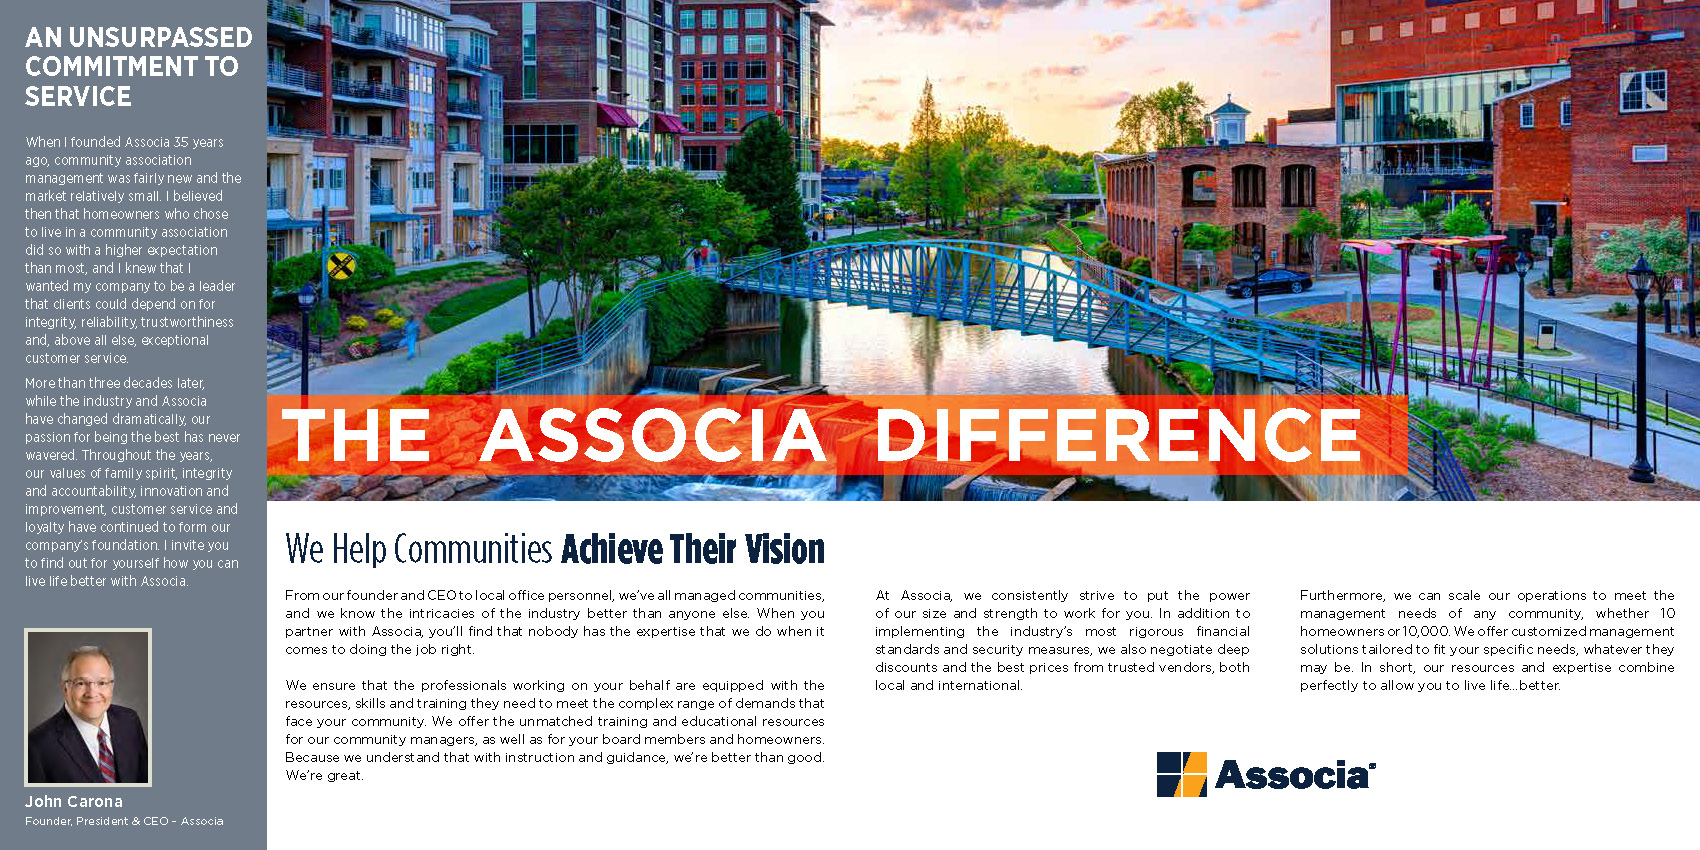 AN UNSURPASSED
COMMITMENT TO
SERVICE
When I founded Associa 35 years
ago, community association
management was fairly new and the
market relatively small. I believed
then that homeowners who chose
to live in a community association
did so with a higher expectation
than most, and I knew that I
wanted my company to be a leader
that clients could depend on for
integrity, reliability, trustworthiness
and, above all else, exceptional
customer service.
More than three decades later,
while the industry and Associa
have changed dramatically, our
passion for being the best has never
wavered. Throughout the years,
our values of family spirit, integrity
and accountability, innovation and
improvement, customer service and
loyalty have continued to form our
company's foundation. I invite you
to find out for yourself how you can
live life better with Associa.
John Carona
Founder, President & CEO - Associa
THE ASSOCIA DIFFERENCE
We Help Communities Achieve Their Vision
From our founder and CEO to local office personnel, we've all managed communities,
and we know the intricacies of the industry better than anyone else. When you
partner with Associa, you'll find that nobody has the expertise that we do when it
comes to doing the job right.
We ensure that the professionals working on your behalf are equipped with the
resources, skills and training they need to meet the complex range of demands that
face your community. We offer the unmatched training and educational resources
for our community managers, as well as for your board members and homeowners.
Because we understand that with instruction and guidance, we're better than good.
We're great.
At Associa, we consistently strive to put the power
of our size and strength to work for you. In addition to
implementing the industry's most rigorous financial
standards and security measures, we also negotiate deep
discounts and the best prices from trusted vendors, both
local and international.
Furthermore, we can scale our operations to meet the
management needs of any community, whether 10
homeowners or 10,000. We offer customized management
solutions tailored to fit your specific needs, whatever they
may be. In short, our resources and expertise combine
perfectly to allow you to live life...better.
Associa®